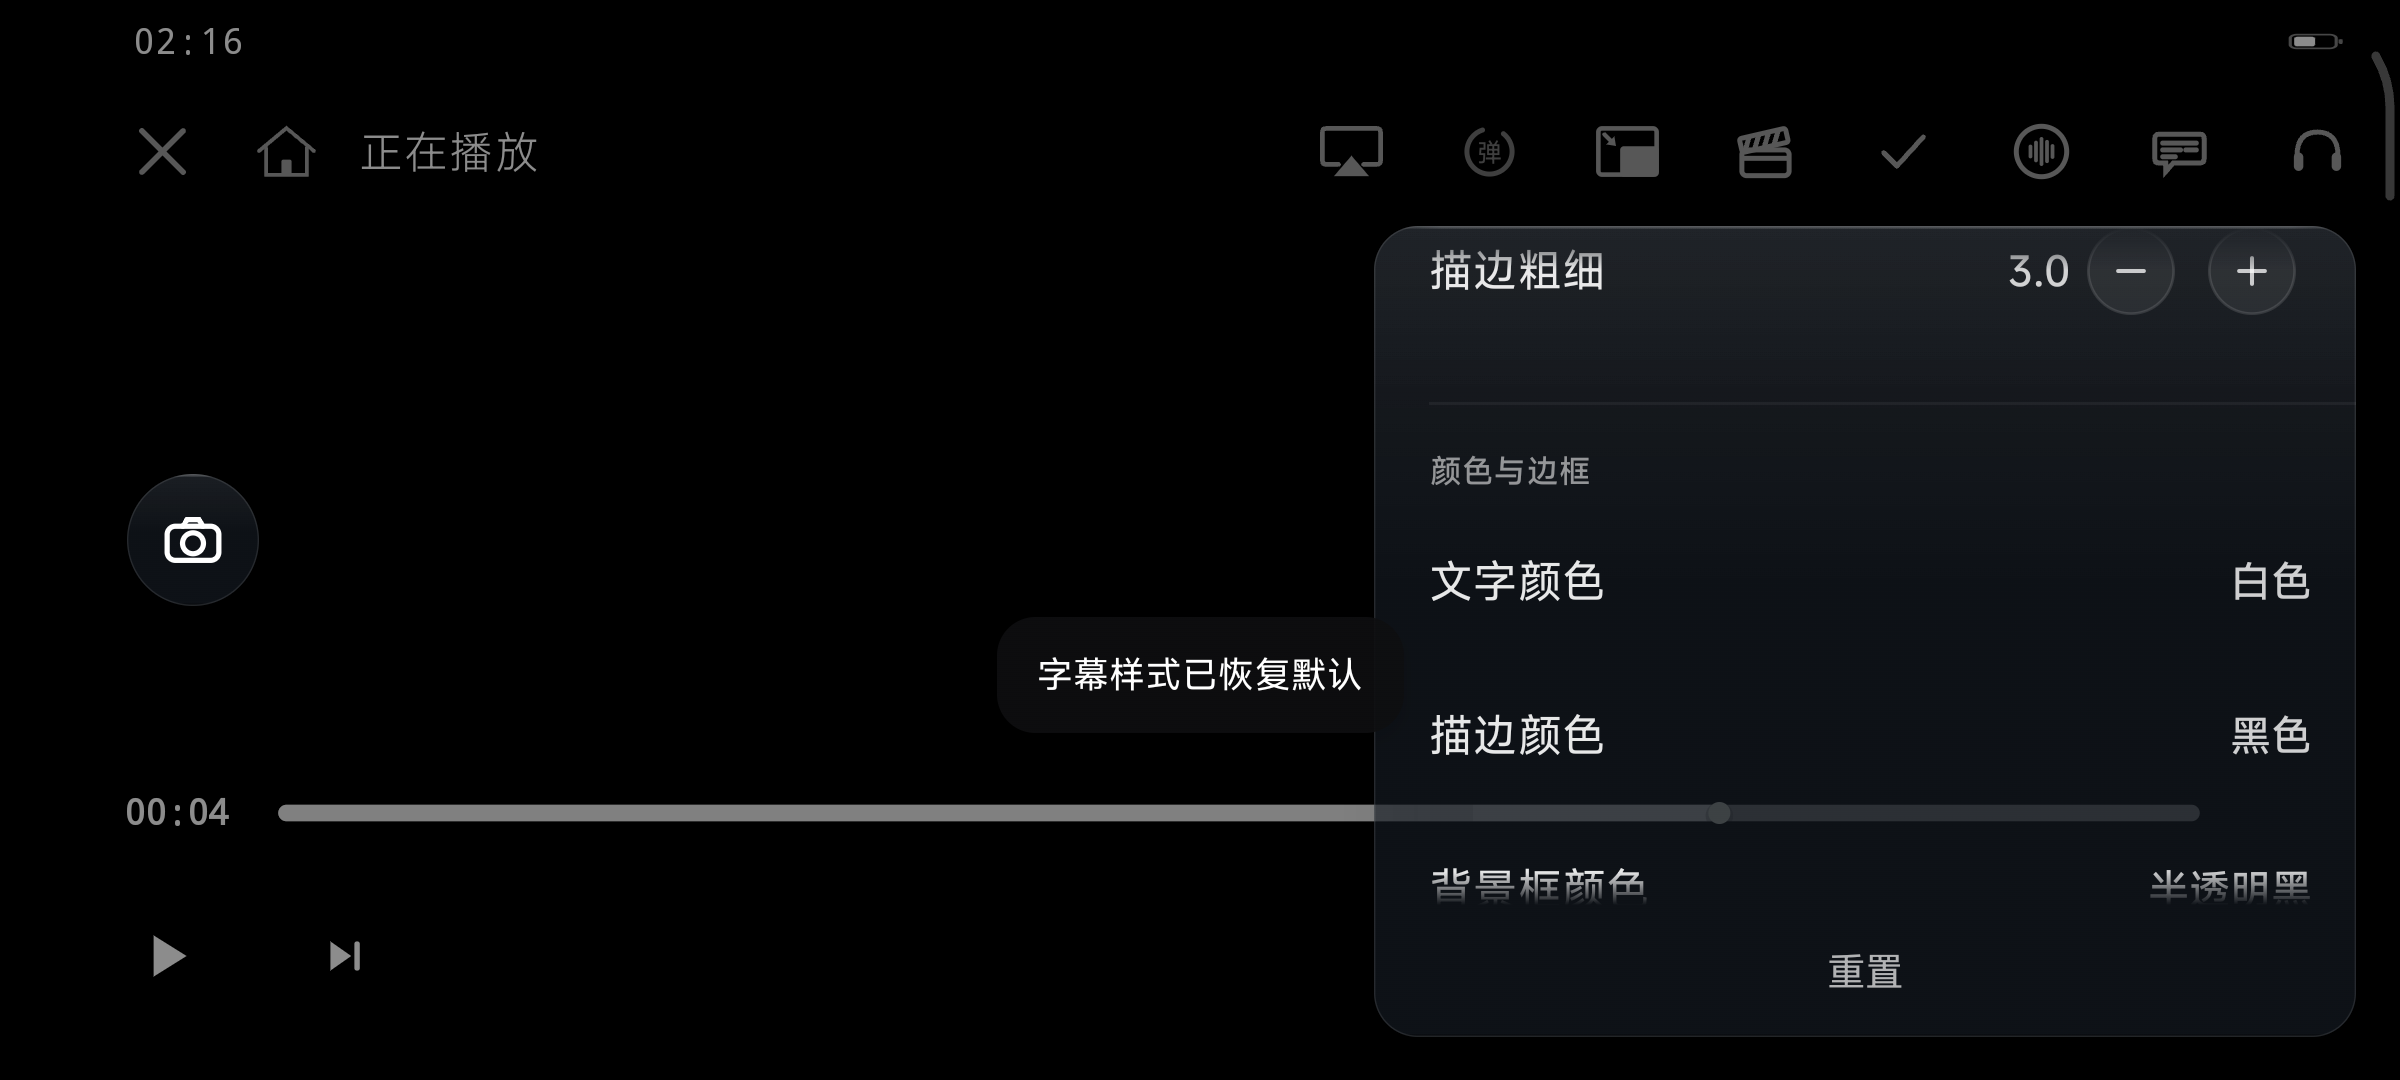 02:16
正在播放
弹
描边粗细 3.0
颜色与边框
文字颜色 白色
字幕样式已恢复默认
描边颜色 黑色
00:04
背景框颜色 半透明黑
重置